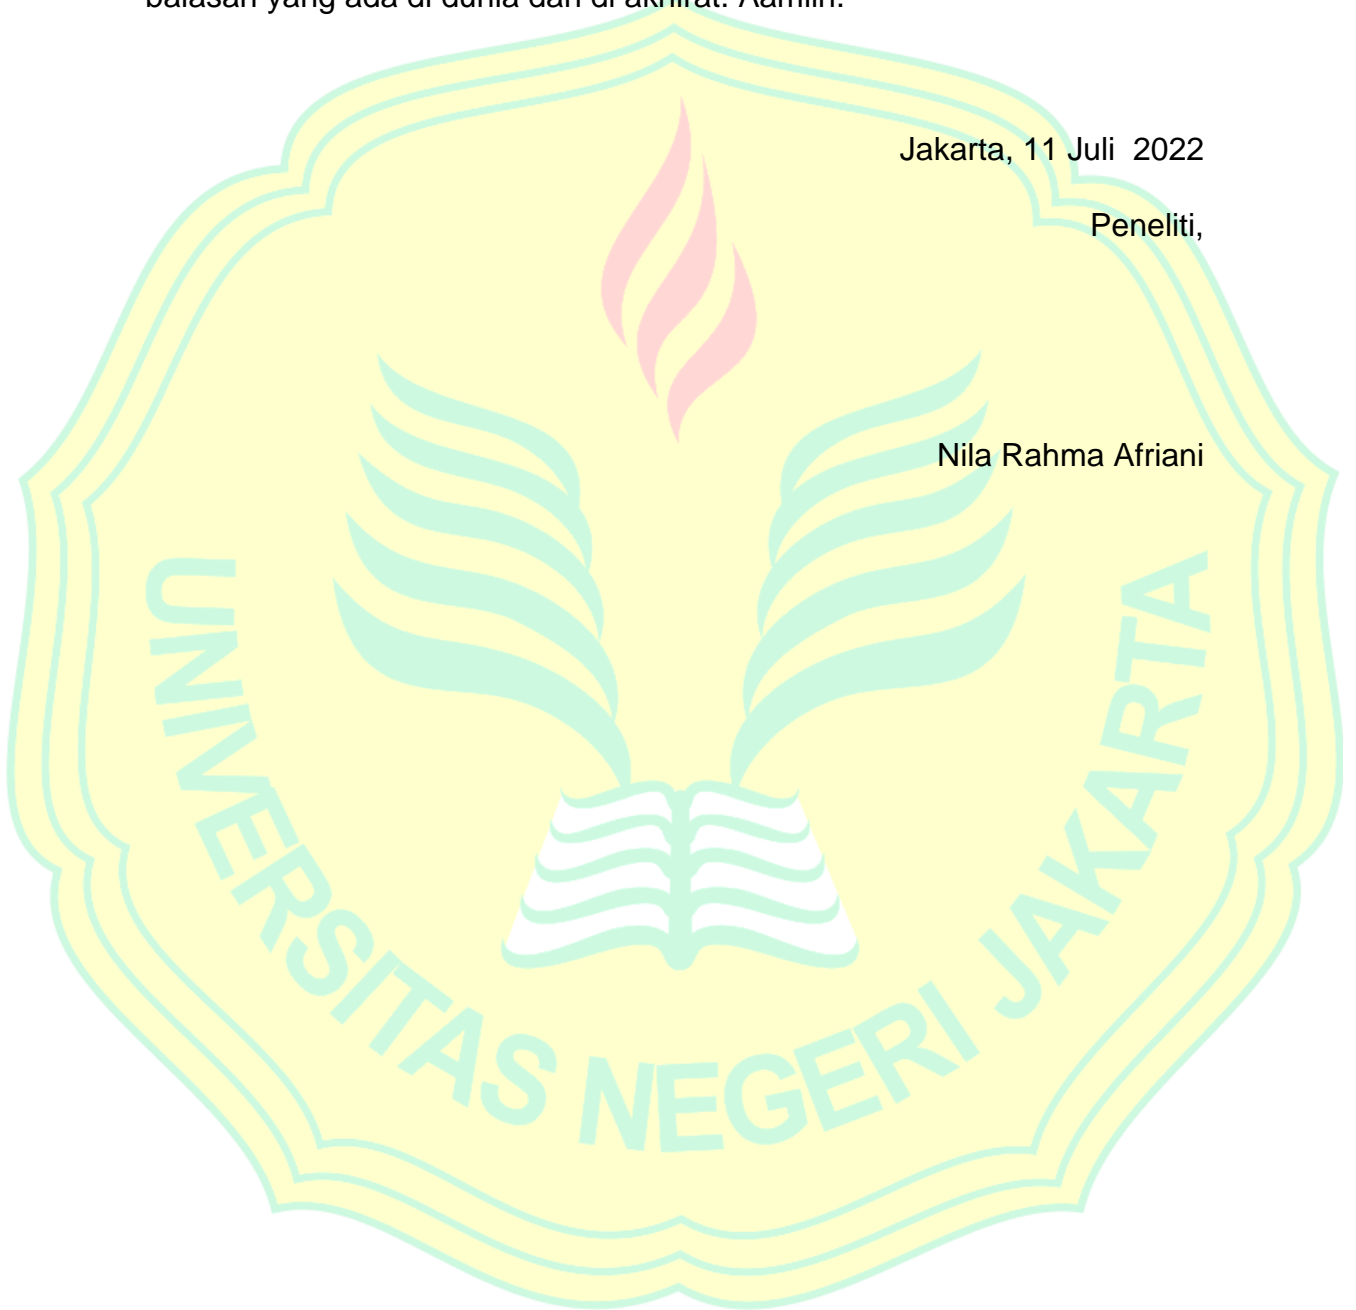 balasan yang ada di dunia dan di akhirat. Aamiin.
Jakarta, 11 Juli 2022
Peneliti,
Nila Rahma Afriani
UNIVERSITAS NEGERI JAKARTA